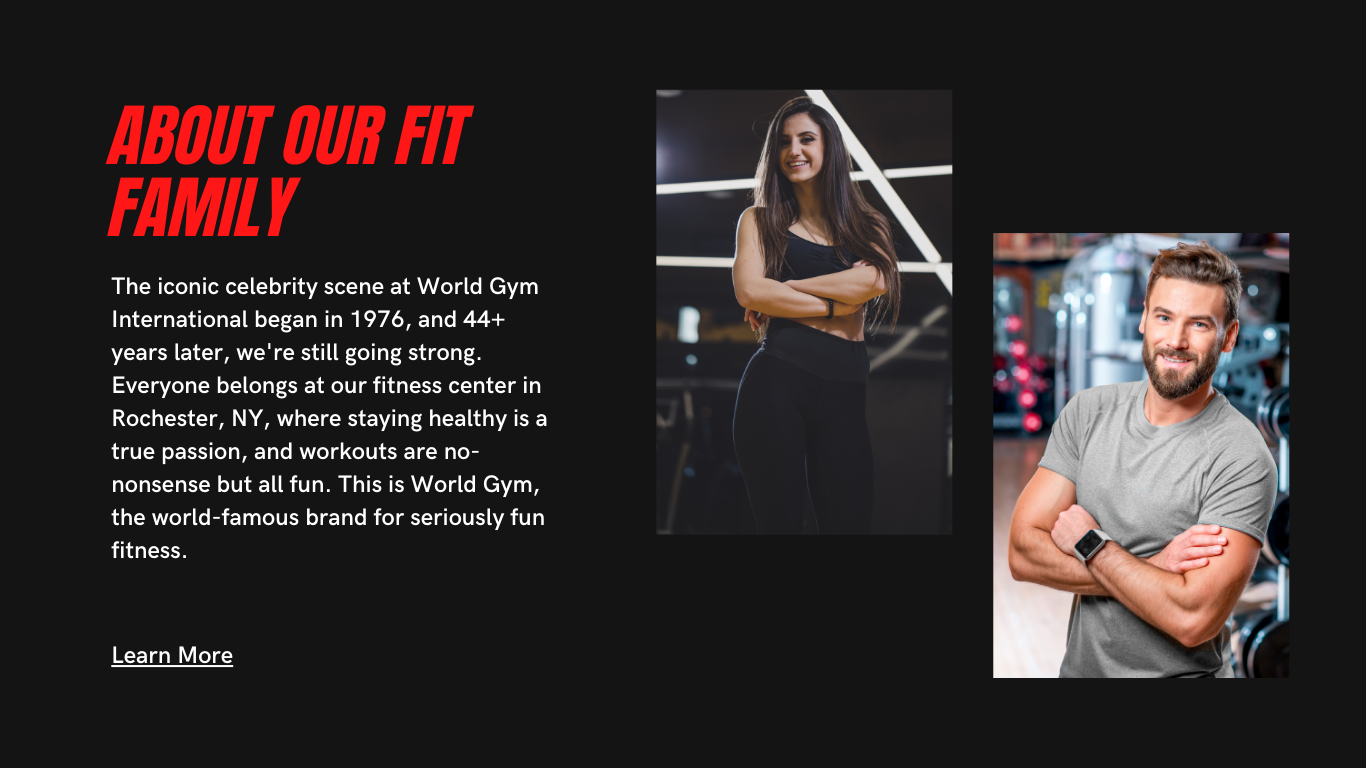 ABOUT OUR FIT
FAMILY
The iconic celebrity scene at World Gym
International began in 1976, and 44+
years later, we're still going strong.
Everyone belongs at our fitness center in
Rochester, NY, where staying healthy is a
true passion, and workouts are no-
nonsense but all fun. This is World Gym,
the world-famous brand for seriously fun
fitness.
Learn More